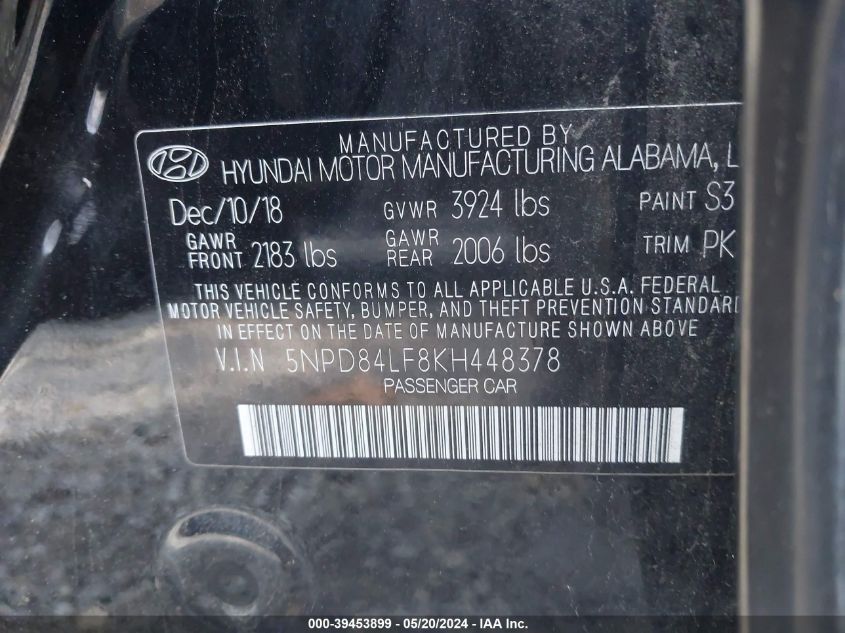 MANUFACTURED BY
HYUNDAI MOTOR MANUFACTURING ALABAMA, L
Dec/10/18 GVWR 3924 lbs PAINT S3
GAWR FRONT 2183 lbs GAWR REAR 2006 lbs TRIM PK
THIS VEHICLE CONFORMS TO ALL APPLICABLE U.S.A. FEDERAL
MOTOR VEHICLE SAFETY, BUMPER, AND THEFT PREVENTION STANDARD
IN EFFECT ON THE DATE OF MANUFACTURE SHOWN ABOVE
V.I.N 5NPD84LF8KH448378
PASSENGER CAR
000-39453899 - 05/20/2024 - IAA Inc.